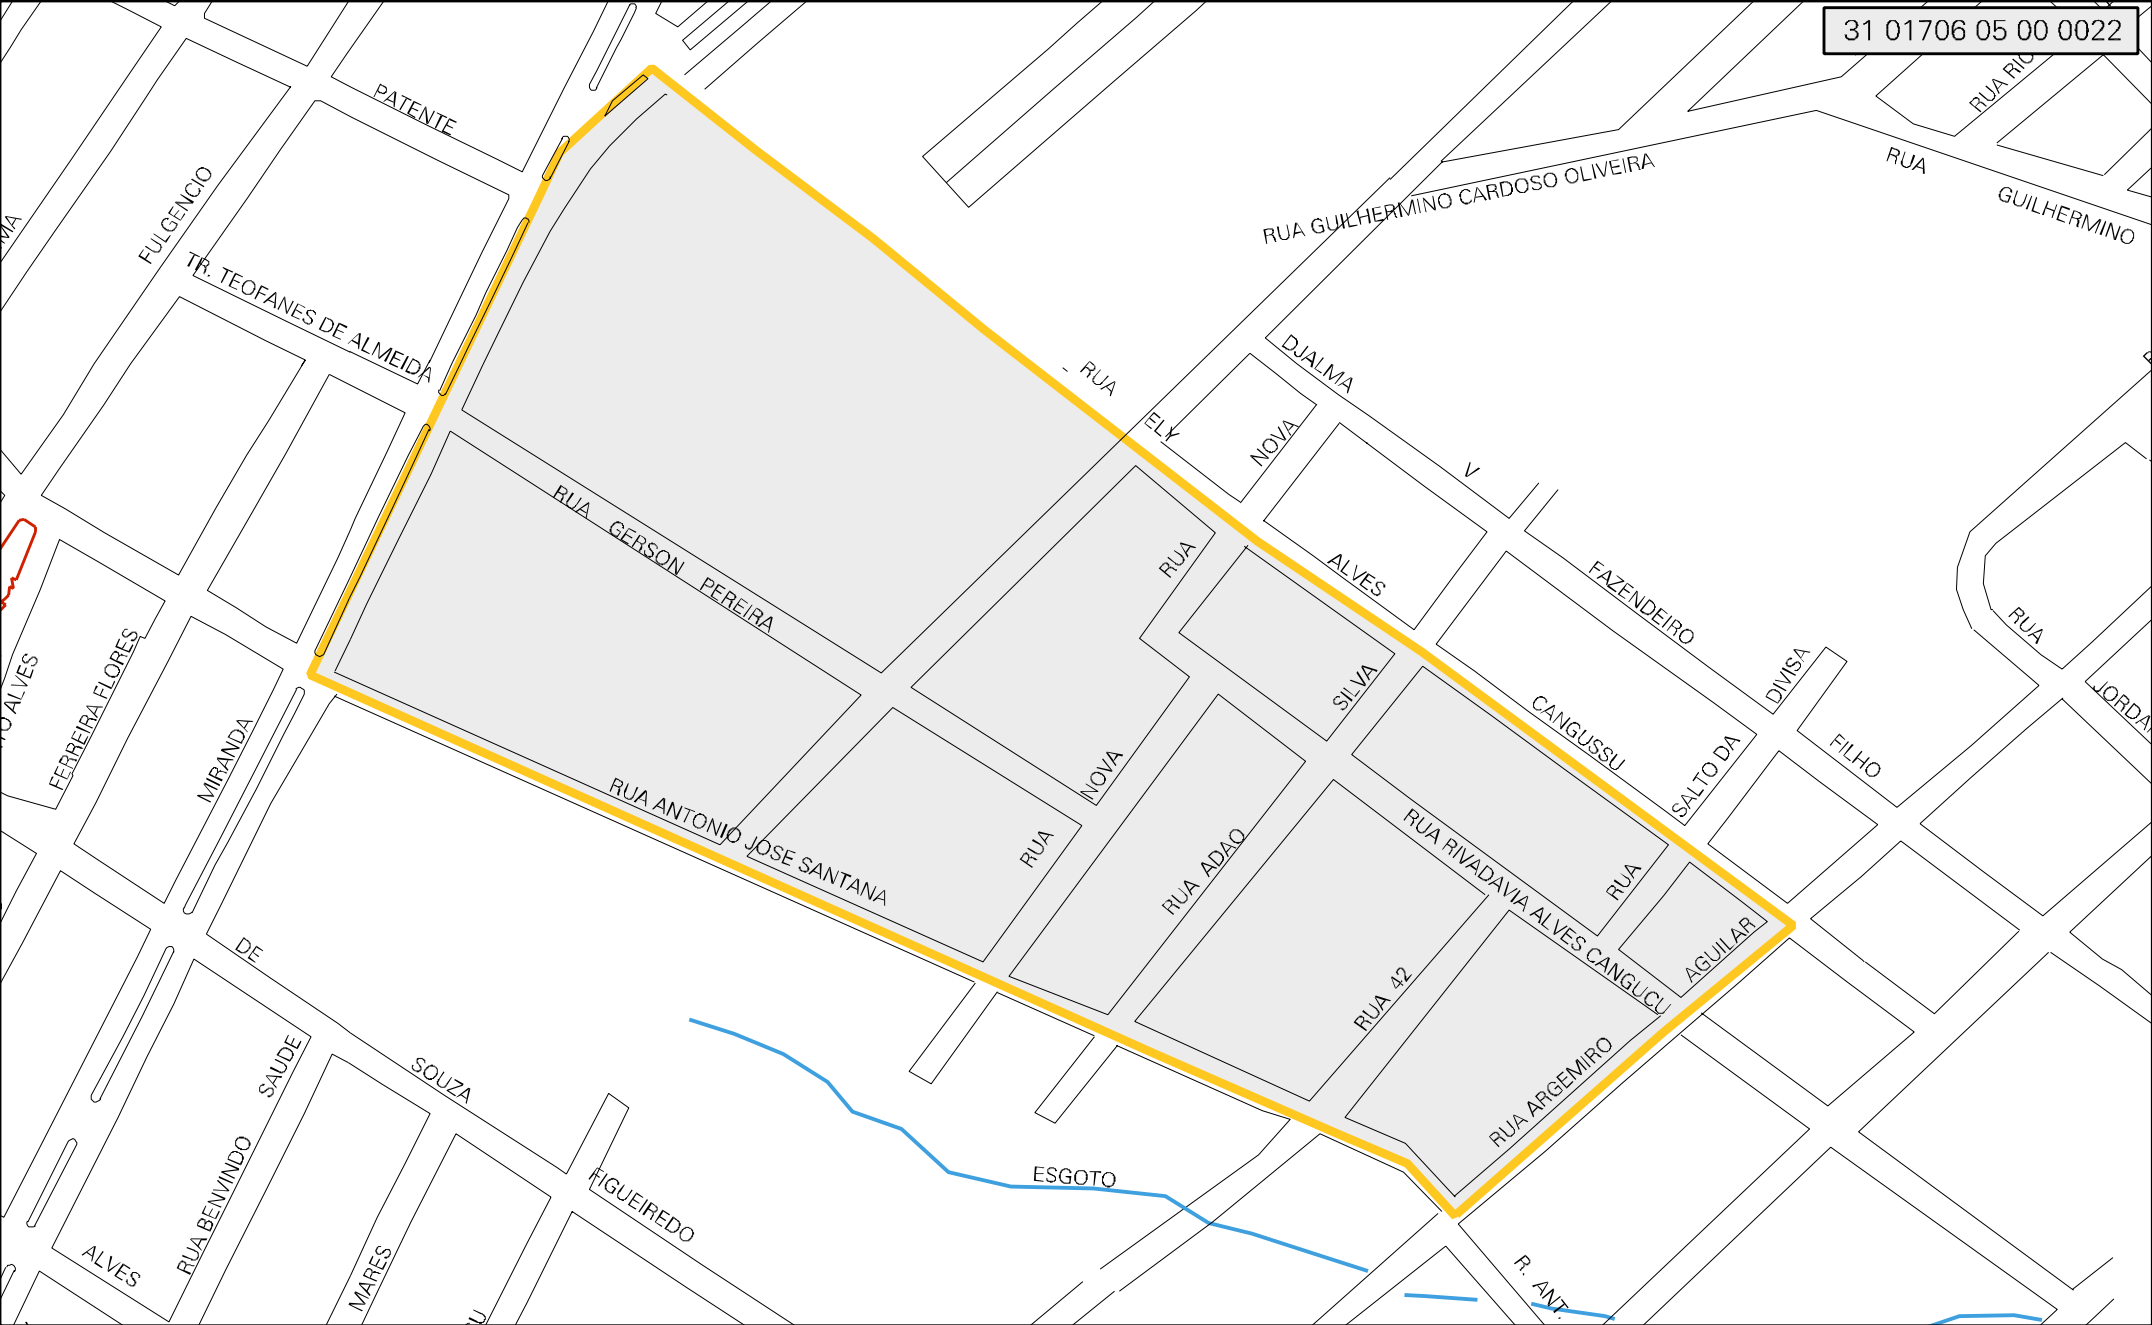 31 01706 05 00 0022
RUA RIO
PATENTE
RUA
RUA GUILHERMINO CARDOSO OLIVEIRA
GUILHERMINO
FULGENCIO
TR. TEOFANES DE ALMEIDA
DJALMA
_ RUA
ELY
NOVA
V
RUA GERSON PEREIRA
RUA
ALVES
FAZENDEIRO
RUA
FERREIRA FLORES
ALVES
SILVA
DIVISA
CANGUSSU
MIRANDA
FILHO
SALTO DA
NOVA
RUA ANTONIO JOSE SANTANA
RUA
RUA ADAO
RUA RIVADAVIA ALVES CANGUCU
RUA
AGUILAR
DE
RUA 42
SAUDE
SOUZA
RUA ARGEMIRO
ESGOTO
RUA BENVINDO
FIGUEIREDO
ALVES
MARES
R. ANT.